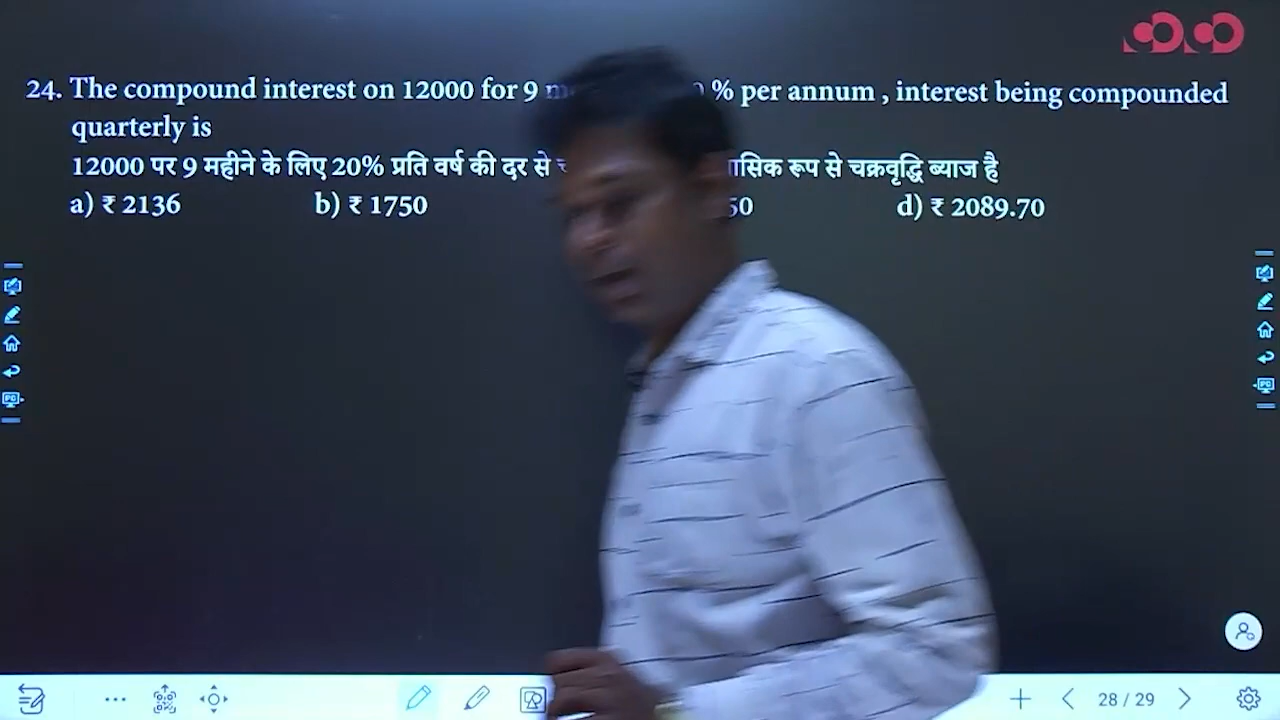 24. The compound interest on 12000 for 9 % per annum , interest being compounded
quarterly is
12000 पर 9 महीने के लिए 20% प्रति वर्ष की दर से रूप से चक्रवृद्धि ब्याज है
a) ₹ 2136 b) ₹ 1750 50 d) ₹ 2089.70
28 / 29